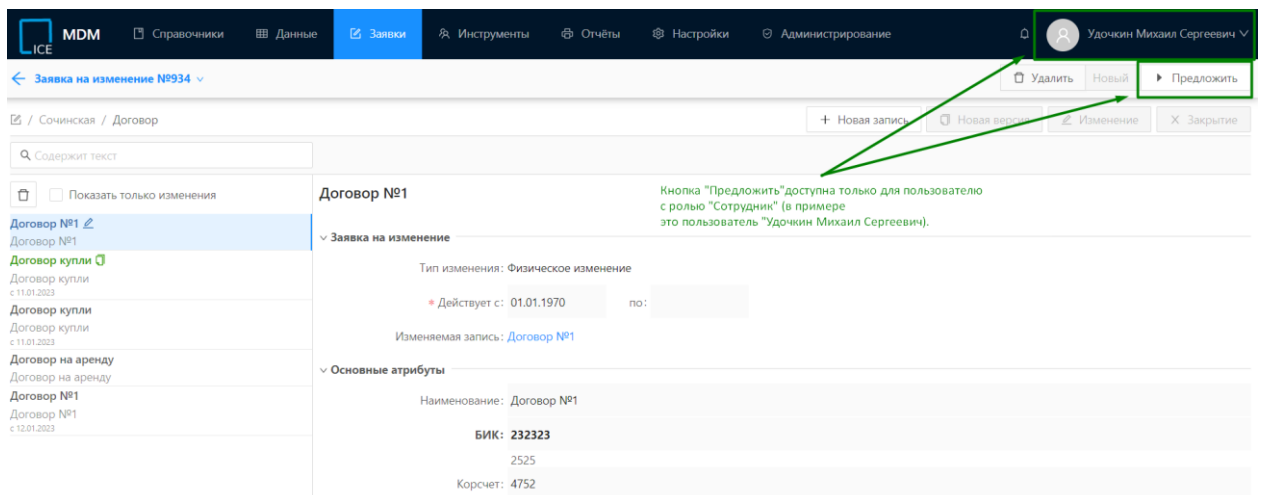 ICE MDM Справочники Данные Заявки Инструменты Отчёты Настройки Администрирование Удочкин Михаил Сергеевич
Заявка на изменение №934 Удалить Новый Предложить
/ Сочинская / Договор + Новая запись Новая версия Изменение X Закрытие
Содержит текст
Показать только изменения
Договор №1
Договор №1
Договор купли
Договор купли
с 11.01.2023
Договор купли
Договор купли
с 11.01.2023
Договор на аренду
Договор на аренду
Договор №1
Договор №1
с 12.01.2023
Договор №1
Кнопка "Предложить"доступна только для пользователю
с ролью "Сотрудник" (в примере
это пользователь "Удочкин Михаил Сергеевич).
Заявка на изменение
Тип изменения: Физическое изменение
* Действует с: 01.01.1970 по:
Изменяемая запись: Договор №1
Основные атрибуты
Наименование: Договор №1
БИК: 232323
2525
Корсчет: 4752